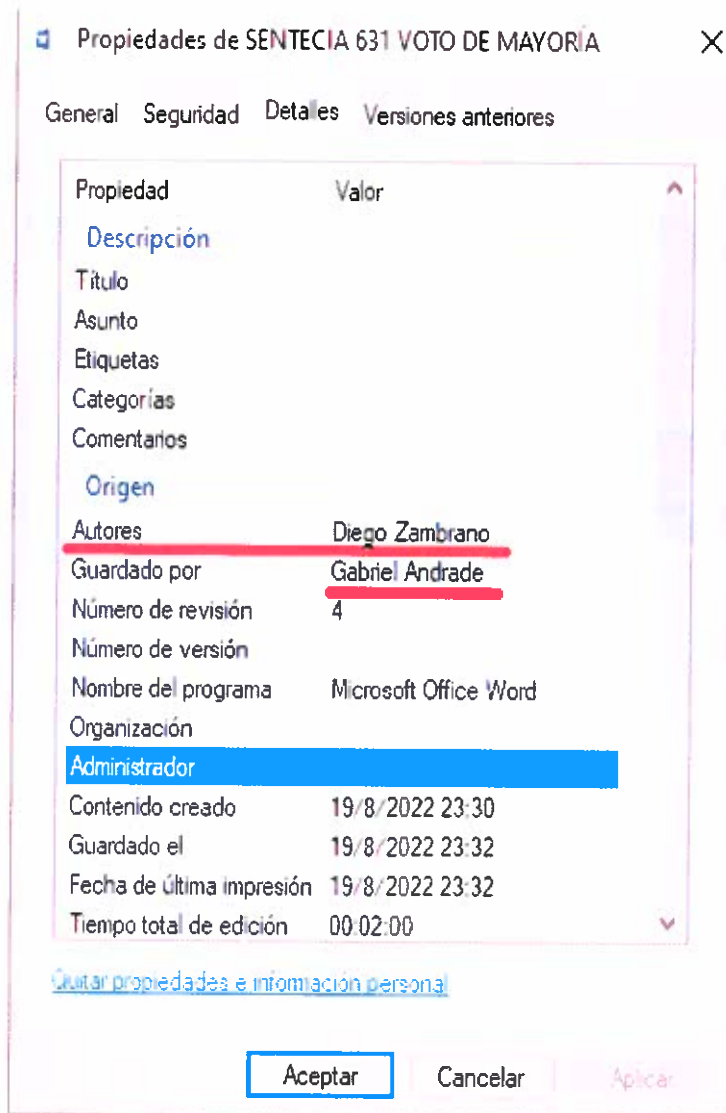 Propiedades de SENTECIA 631 VOTO DE MAYORIA
General Seguridad Detalles Versiones anteriores
Propiedad Valor
Descripción
Título
Asunto
Etiquetas
Categorías
Comentarios
Origen
Autores Diego Zambrano
Guardado por Gabriel Andrade
Número de revisión 4
Número de versión
Nombre del programa Microsoft Office Word
Organización
Administrador
Contenido creado 19/8/2022 23:30
Guardado el 19/8/2022 23:32
Fecha de última impresión 19/8/2022 23:32
Tiempo total de edición 00:02:00
Quitar propiedades e información personal
Aceptar Cancelar Aplicar